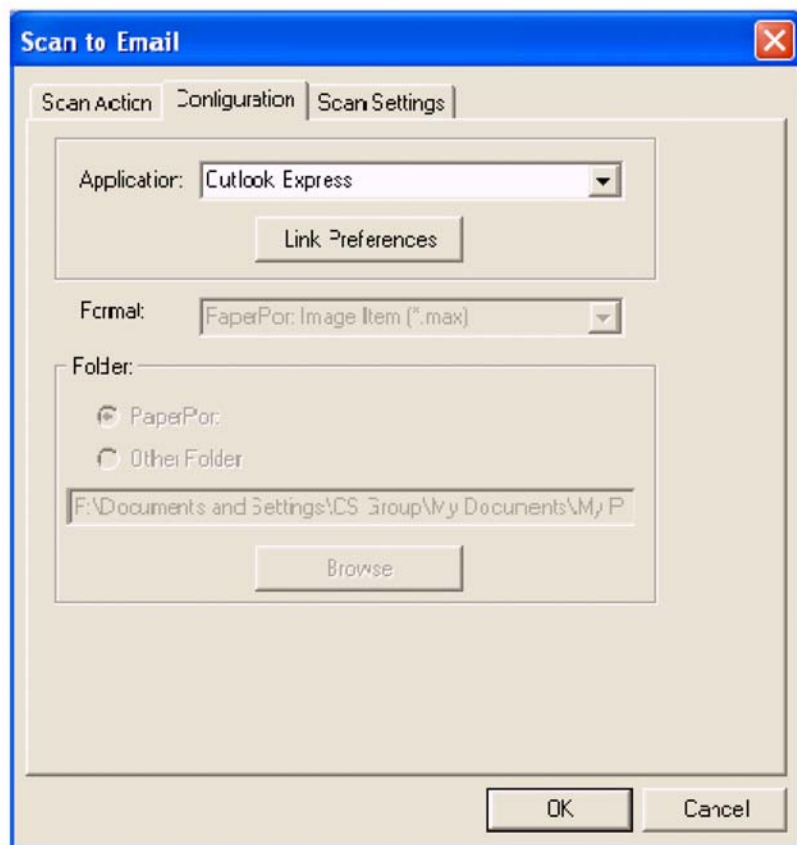 Scan to Email
Scan Action Configuration Scan Settings
Application: Outlook Express
Link Preferences
Format: PaperPort Image Item (*.max)
Folder:
PaperPort
Other Folder
F:\Documents and Settings\CS Group\My Documents\My P
Browse
OK Cancel